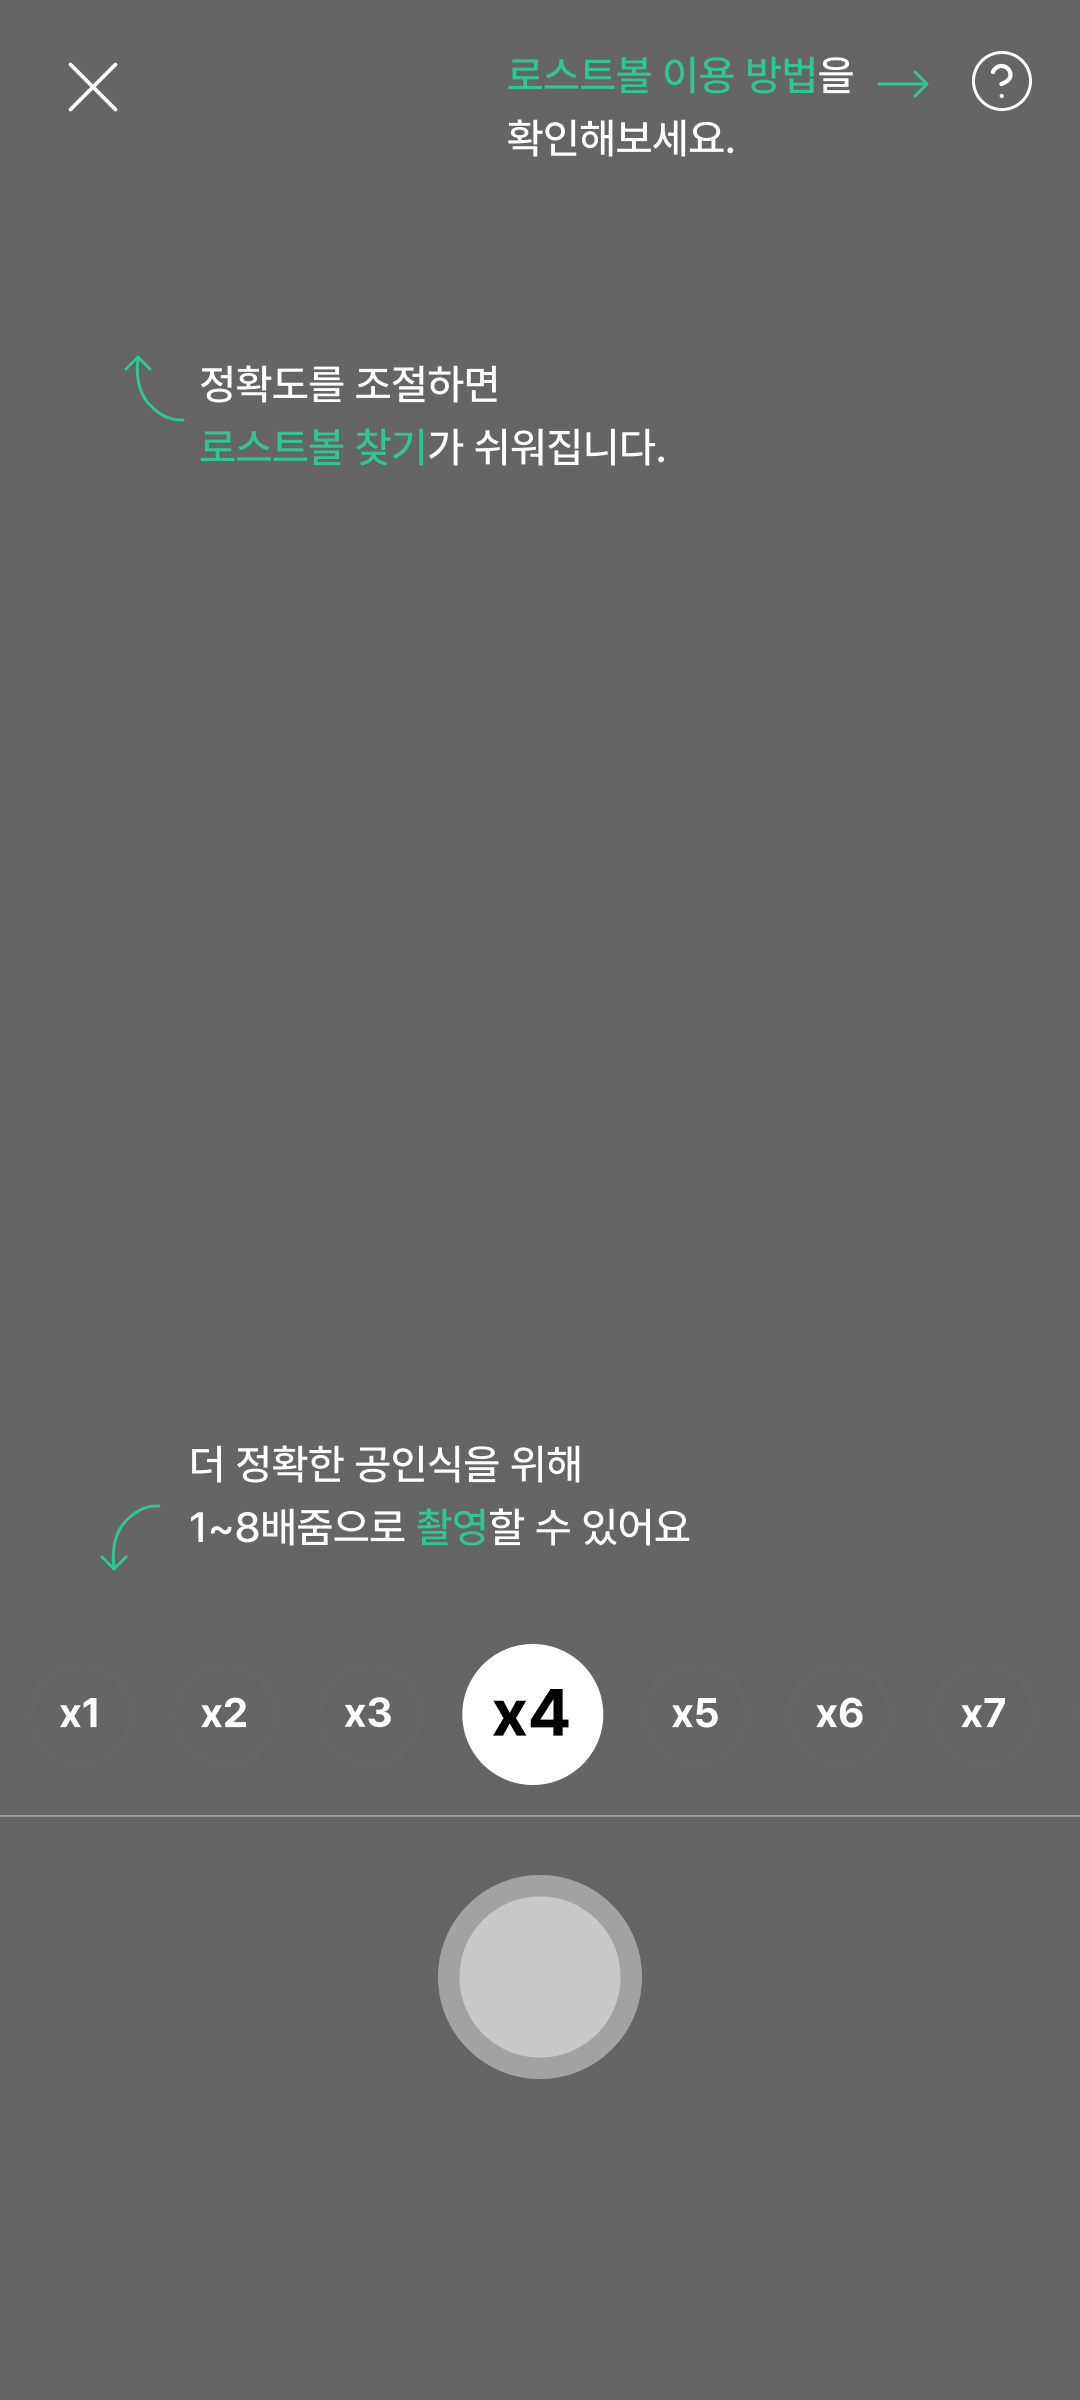 로스트볼 이용 방법을
확인해보세요.
정확도를 조절하면
로스트볼 찾기가 쉬워집니다.
더 정확한 공인식을 위해
1~8배줌으로 촬영할 수 있어요
x1 x2 x3 x4 x5 x6 x7